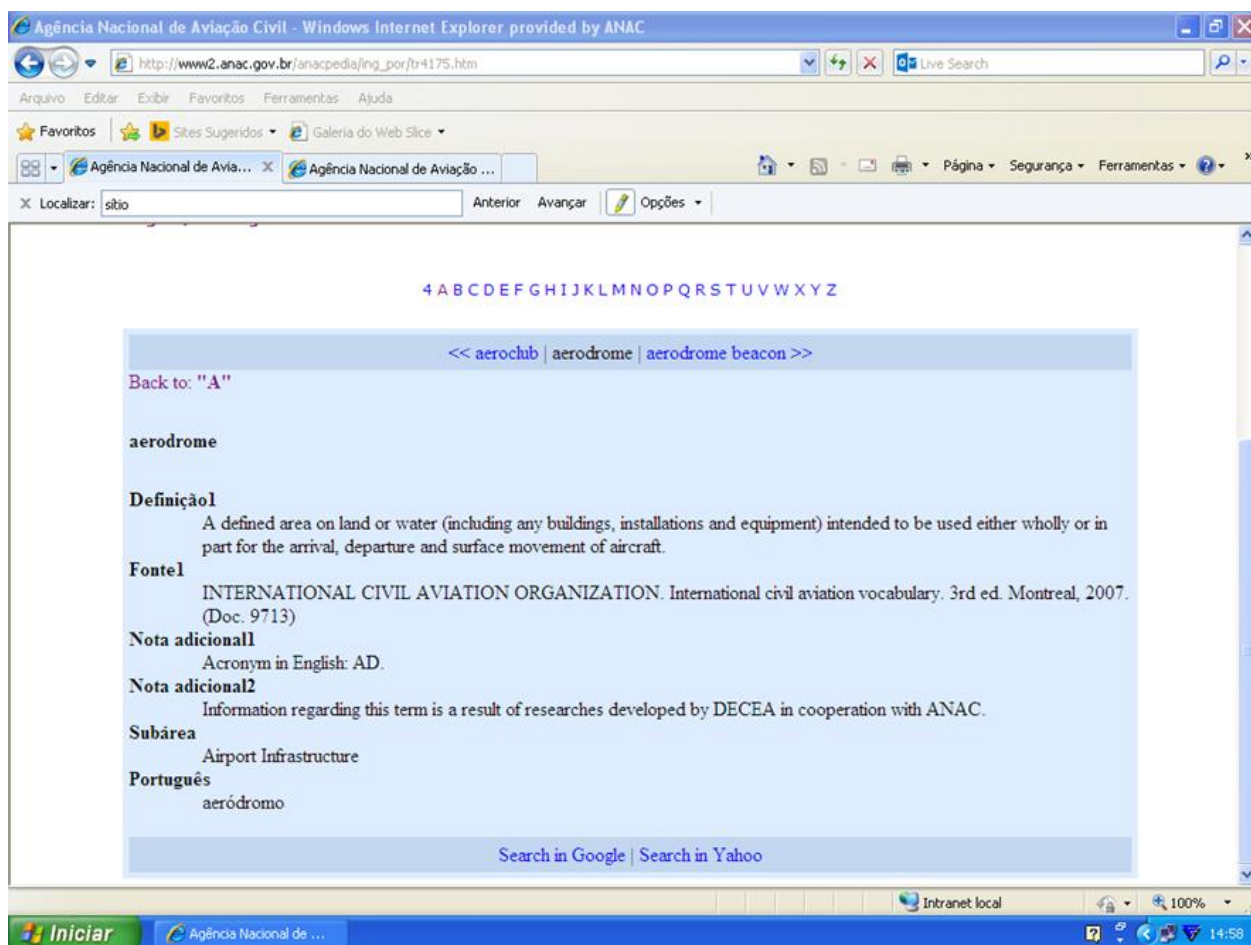 Agência Nacional de Aviação Civil - Windows Internet Explorer provided by ANAC
http://www2.anac.gov.br/anacpedia/ing_por/tr4175.htm
Live Search
Arquivo Editar Exibir Favoritos Ferramentas Ajuda
Favoritos Sites Sugeridos Galeria do Web Slice
Agência Nacional de Avia... Agência Nacional de Aviação ... Página Segurança Ferramentas
Localizar: sítio Anterior Avançar Opções
4 A B C D E F G H I J K L M N O P Q R S T U V W X Y Z
<< aeroclub | aerodrome | aerodrome beacon >>
Back to: "A"
aerodrome
Definição1
A defined area on land or water (including any buildings, installations and equipment) intended to be used either wholly or in
part for the arrival, departure and surface movement of aircraft.
Fonte1
INTERNATIONAL CIVIL AVIATION ORGANIZATION. International civil aviation vocabulary. 3rd ed. Montreal, 2007.
(Doc. 9713)
Nota adicional1
Acronym in English: AD.
Nota adicional2
Information regarding this term is a result of researches developed by DECEA in cooperation with ANAC.
Subárea
Airport Infrastructure
Português
aeródromo
Search in Google | Search in Yahoo
Intranet local 100%
Iniciar Agência Nacional de ... 14:58